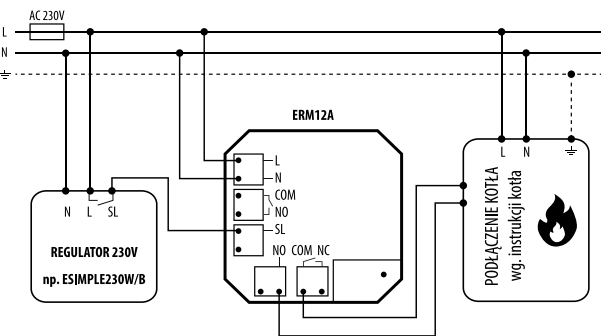 AC 230V
L
N
ERM12A
L
N
COM
NO
SL
NO COM NC
N L SL
REGULATOR 230V
np. ESIMPLE230W/B
L N
PODŁĄCZENIE KOTŁA
wg. instrukcji kotła